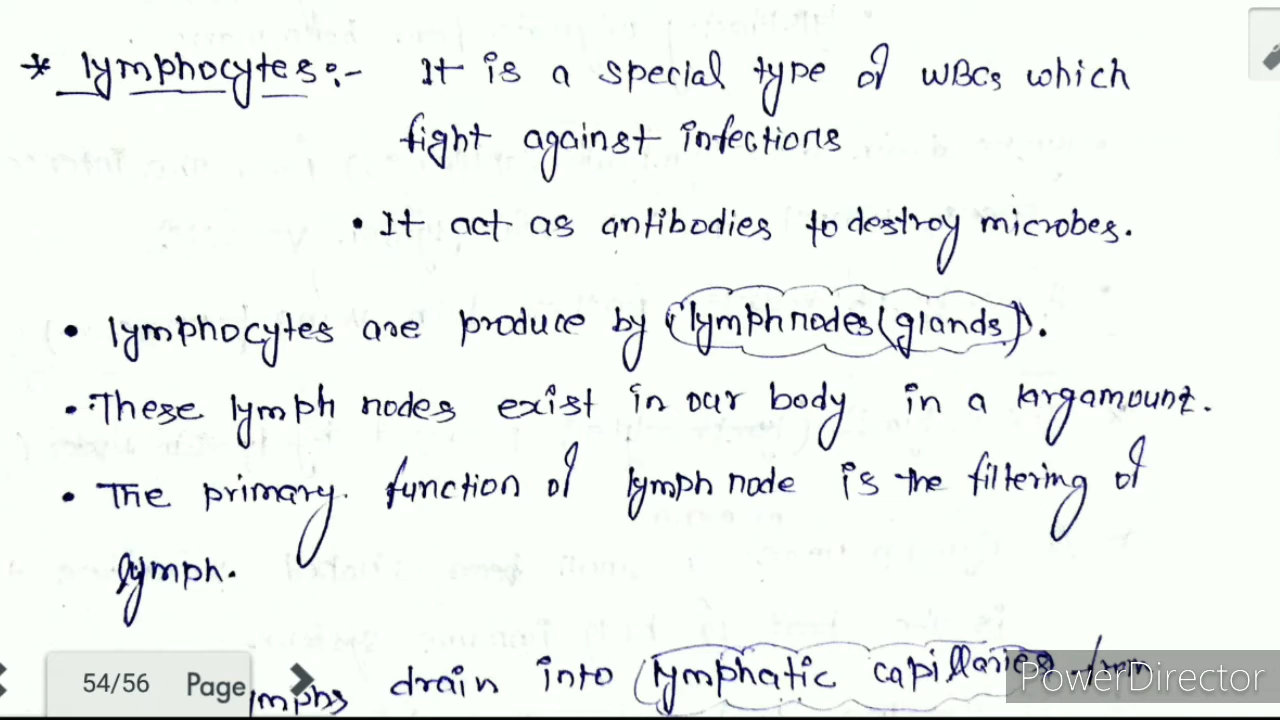 * lymphocytes:- It is a special type of WBCs which
fight against infections
• It act as antibodies to destroy microbes.
• lymphocytes are produce by (lymph nodes (glands)).
• These lymph nodes exist in our body in a largamount.
• The primary. function of lymph node is the filtering of
lymph.
drain into (lymphatic capillaries
54/56 Page
PowerDirector